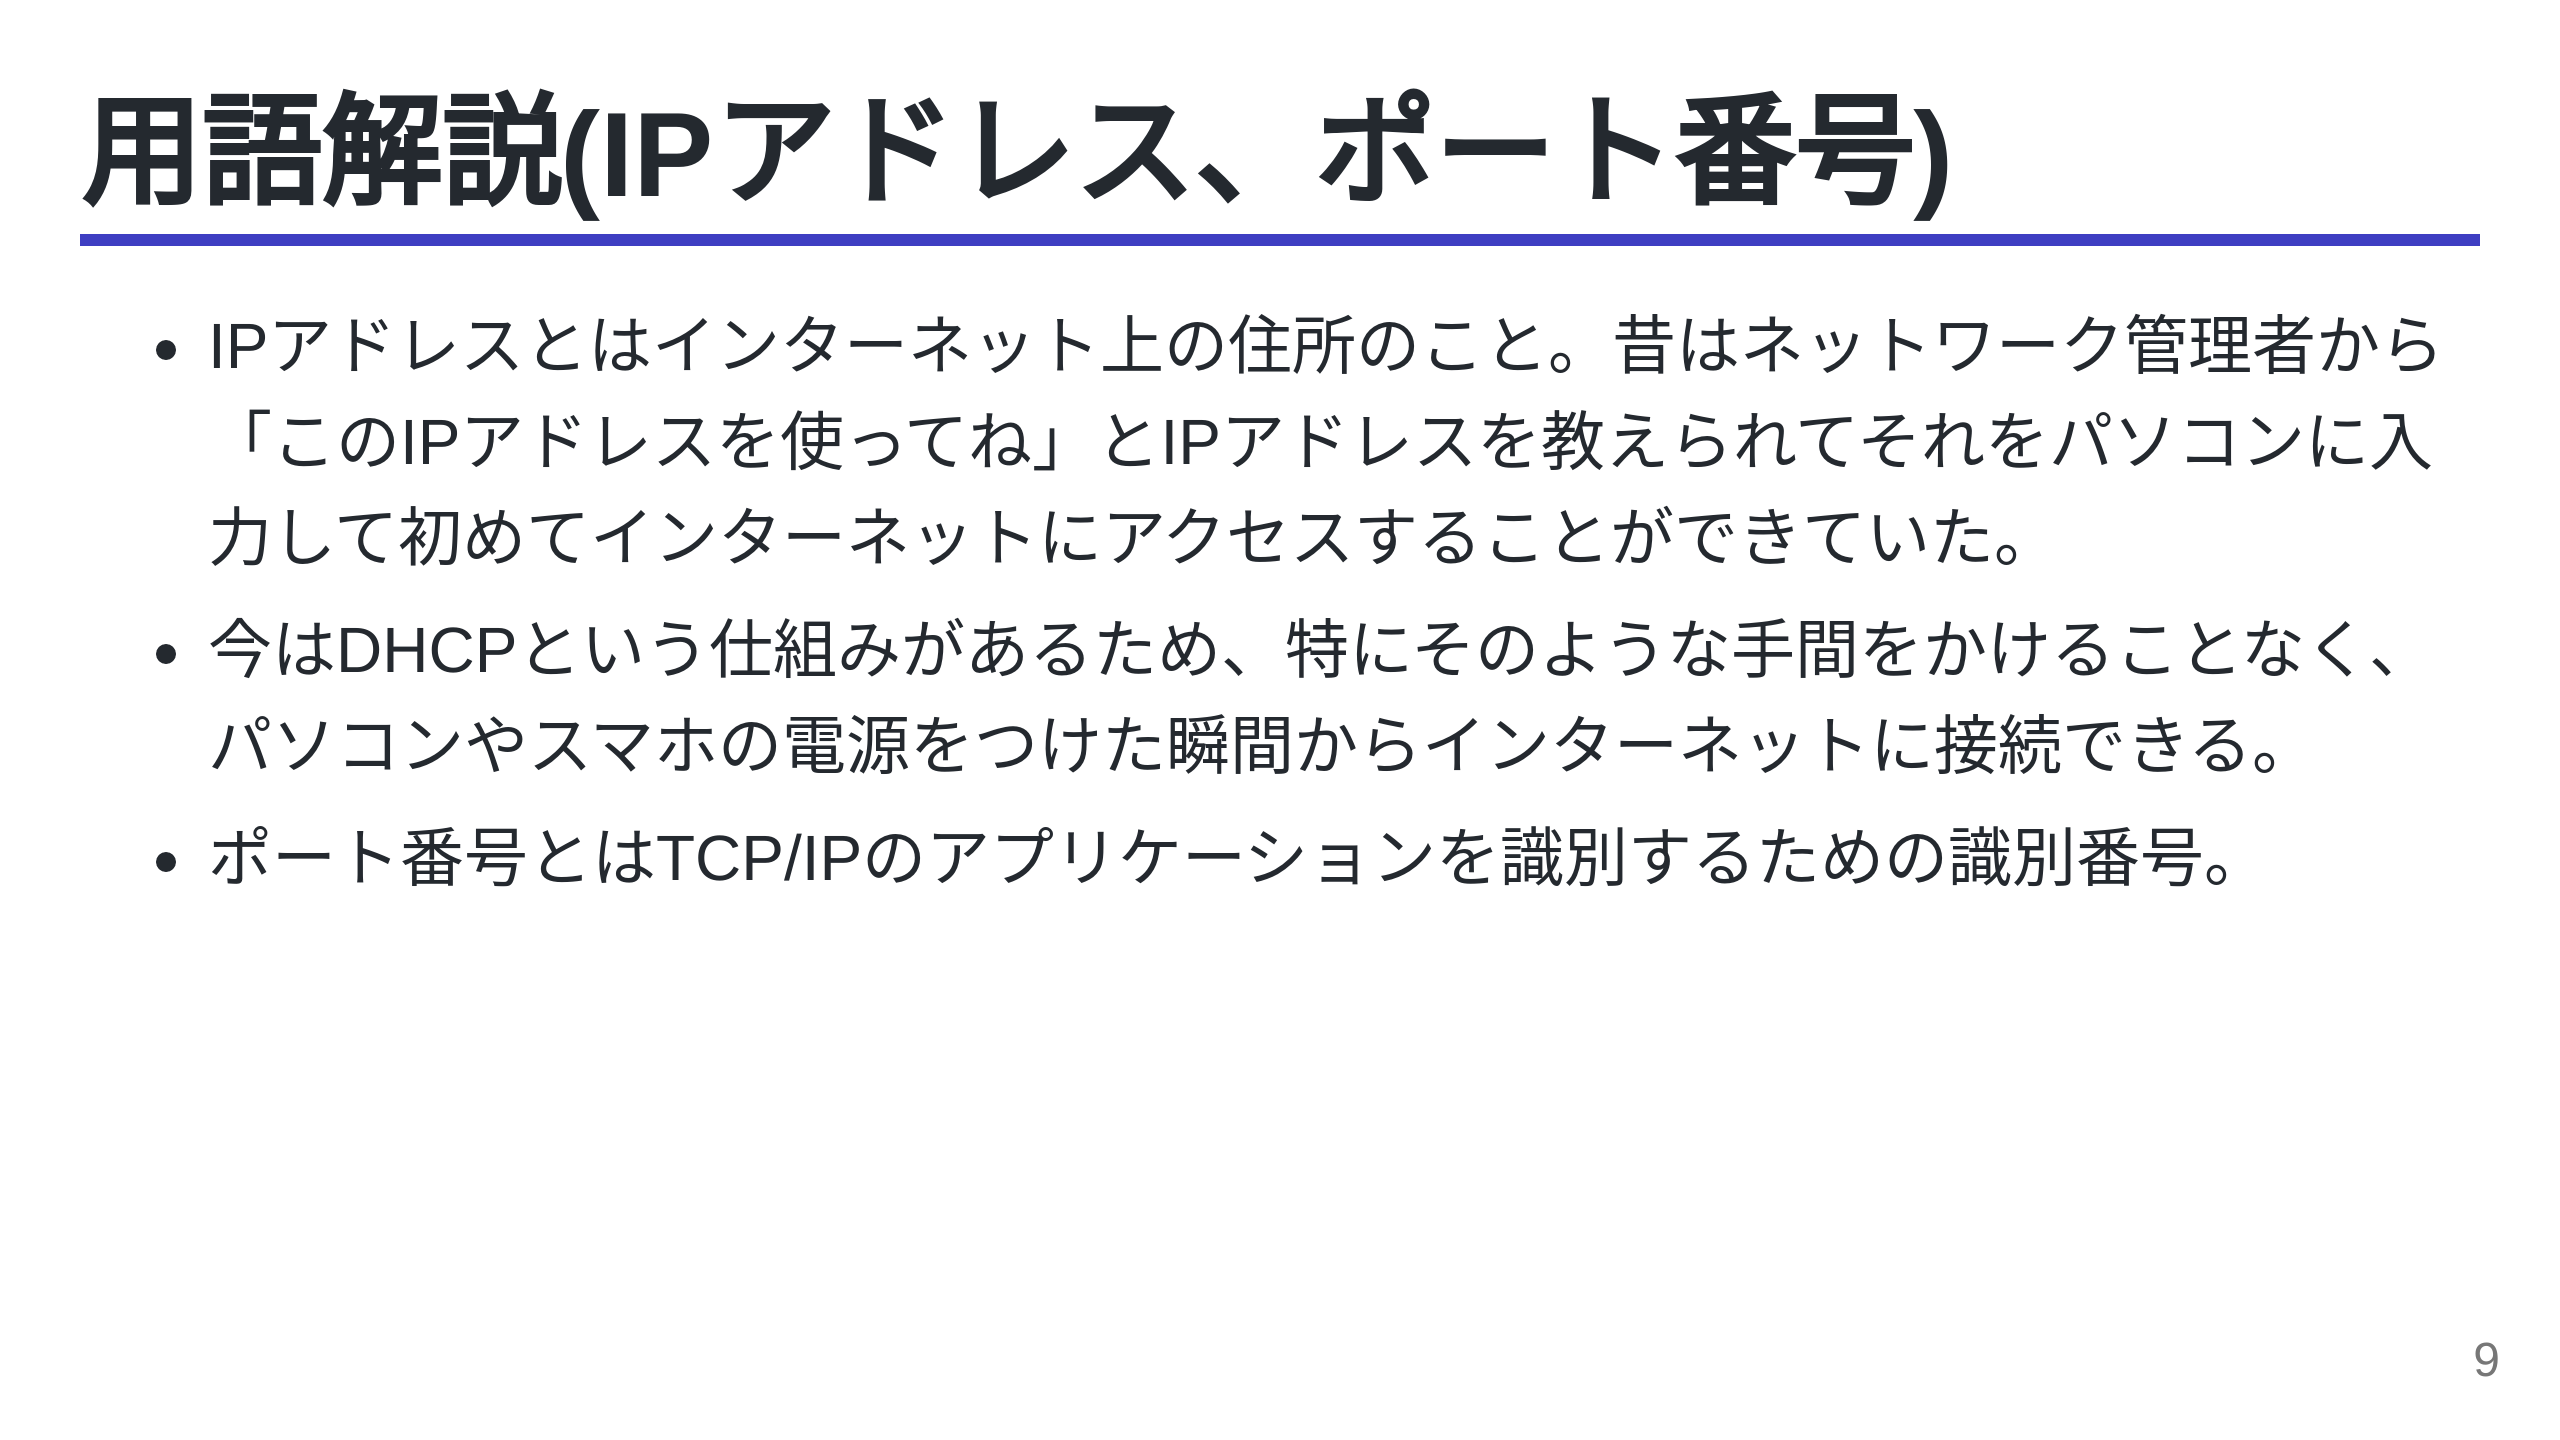 用語解説(IPアドレス、ポート番号)
• IPアドレスとはインターネット上の住所のこと。昔はネットワーク管理者から
「このIPアドレスを使ってね」とIPアドレスを教えられてそれをパソコンに入
力して初めてインターネットにアクセスすることができていた。
• 今はDHCPという仕組みがあるため、特にそのような手間をかけることなく、
パソコンやスマホの電源をつけた瞬間からインターネットに接続できる。
• ポート番号とはTCP/IPのアプリケーションを識別するための識別番号。
9